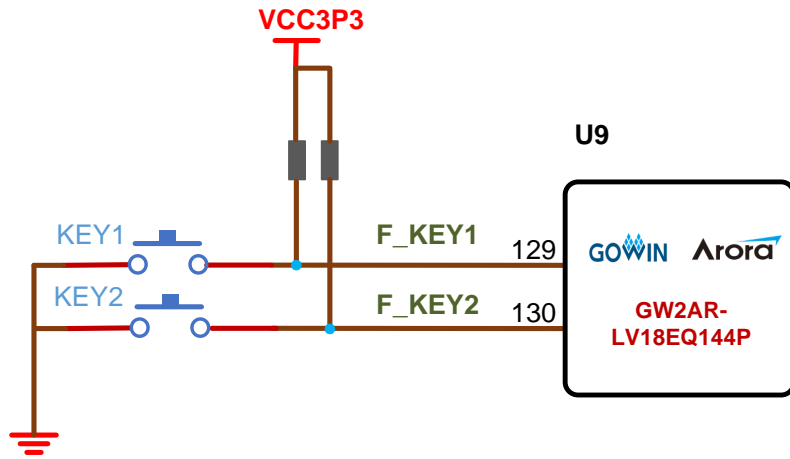 VCC3P3
U9
KEY1
F_KEY1
129
GOWIN
Arora
KEY2
F_KEY2
130
GW2AR-
LV18EQ144P